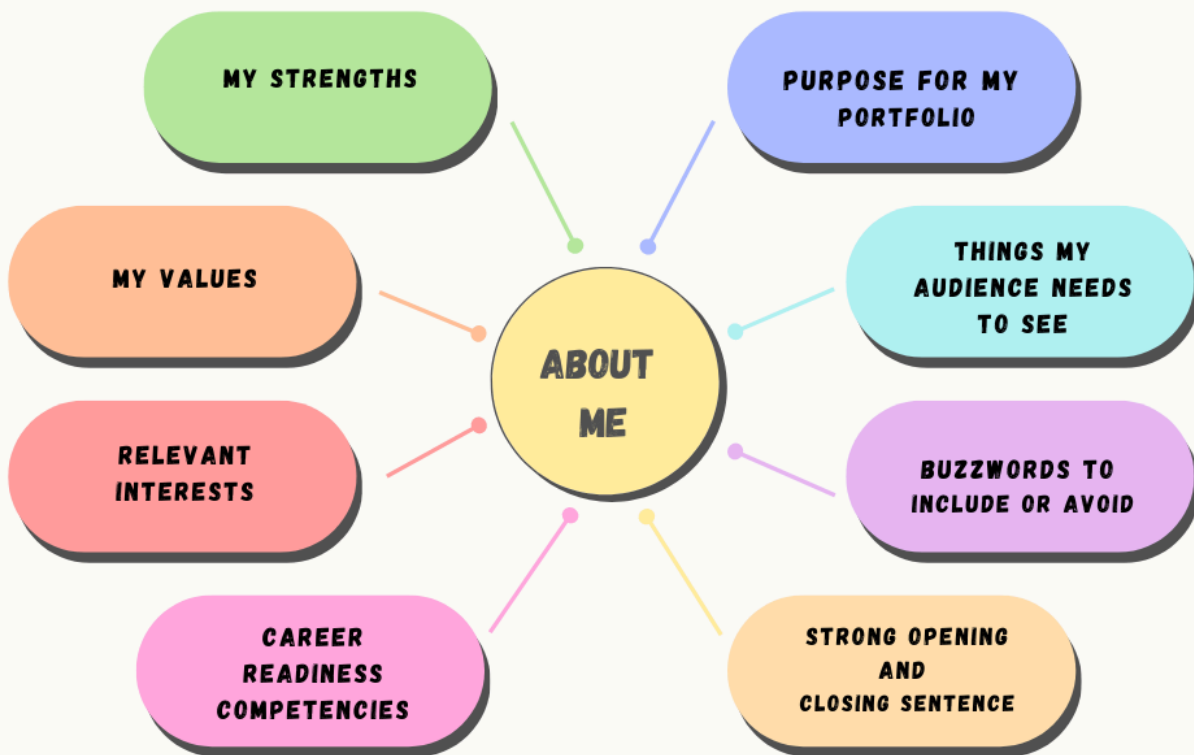 MY STRENGTHS
PURPOSE FOR MY
PORTFOLIO
MY VALUES
THINGS MY
AUDIENCE NEEDS
TO SEE
ABOUT
ME
RELEVANT
INTERESTS
BUZZWORDS TO
INCLUDE OR AVOID
CAREER
READINESS
COMPETENCIES
STRONG OPENING
AND
CLOSING SENTENCE